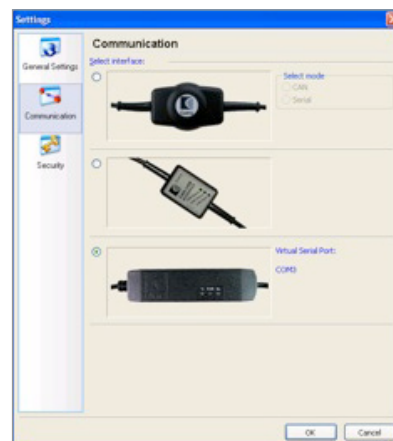 Settings
General Settings
Communication
Security
Communication
Select interface:
Select mode
CAN
Serial
Virtual Serial Port:
COM3
OK
Cancel